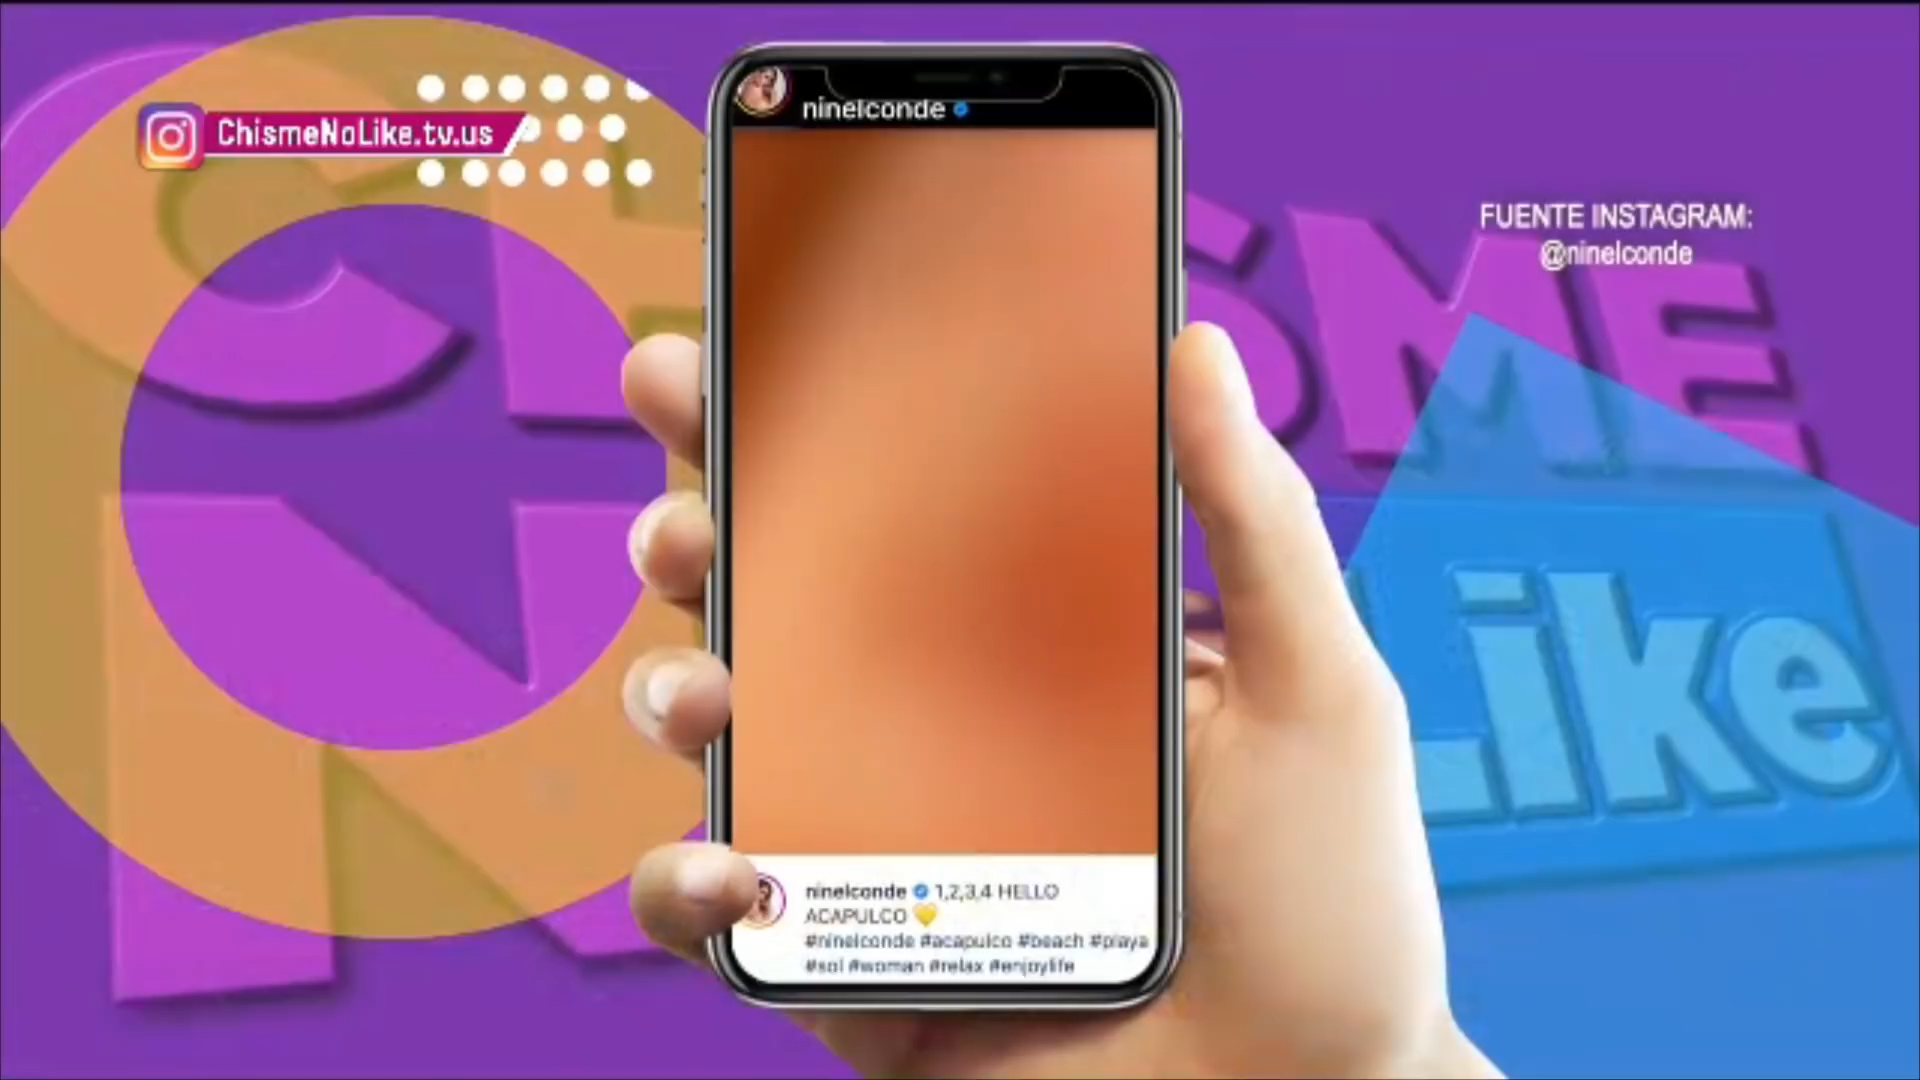 ChismeNoLike.tv.us
ninelconde
FUENTE INSTAGRAM:
@ninelconde
ninelconde 1,2,3,4 HELLO
ACAPULCO 💛
#ninelconde #acapulco #beach #playa
#sol #woman #relax #enjoylife
Like